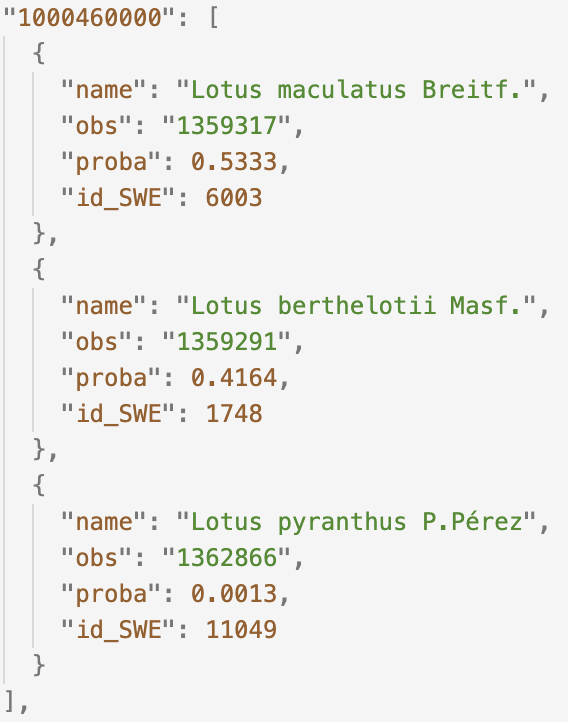 "1000460000": [
{
"name": "Lotus maculatus Breitf.",
"obs": "1359317",
"proba": 0.5333,
"id_SWE": 6003
},
{
"name": "Lotus berthelotii Masf.",
"obs": "1359291",
"proba": 0.4164,
"id_SWE": 1748
},
{
"name": "Lotus pyranthus P.Pérez",
"obs": "1362866",
"proba": 0.0013,
"id_SWE": 11049
}
],